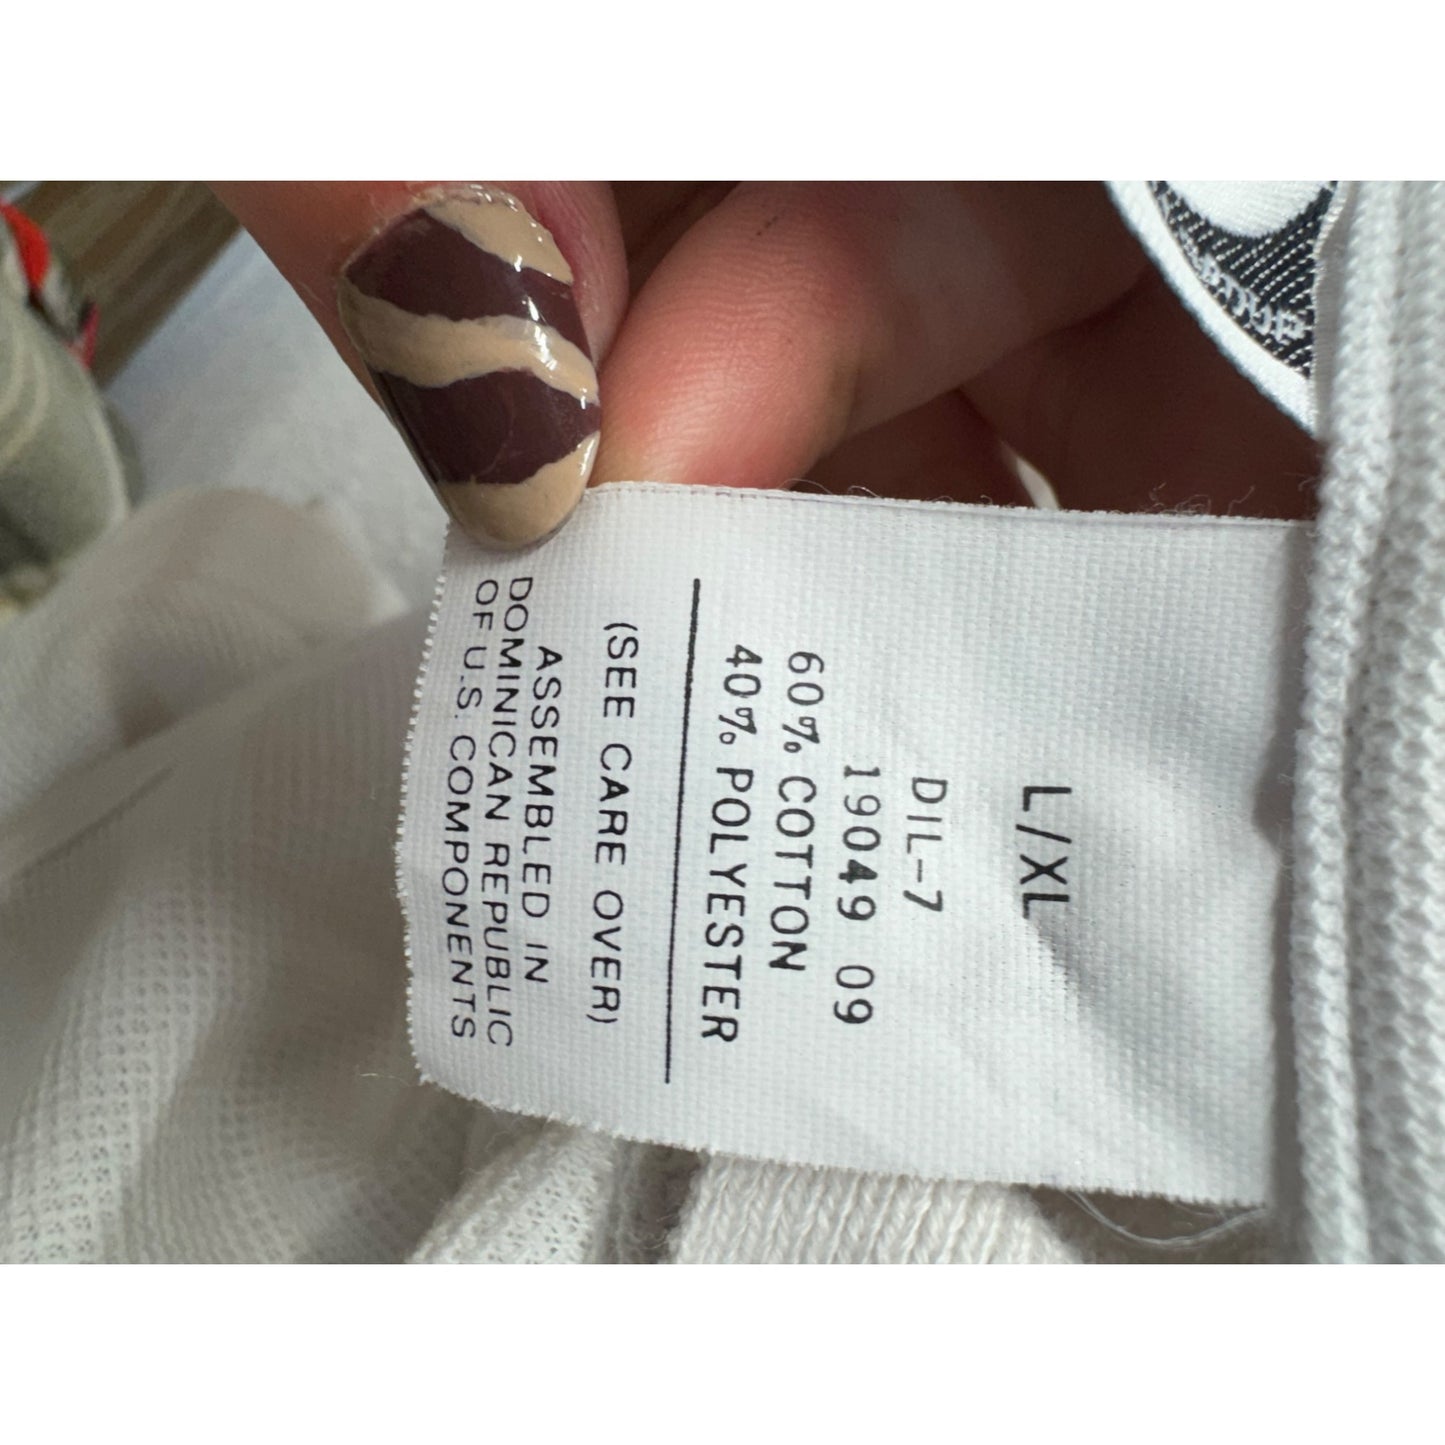 L/XL
DIL-7
19049 09
60% COTTON
40% POLYESTER
(SEE CARE OVER)
ASSEMBLED IN
DOMINICAN REPUBLIC
OF U.S. COMPONENTS